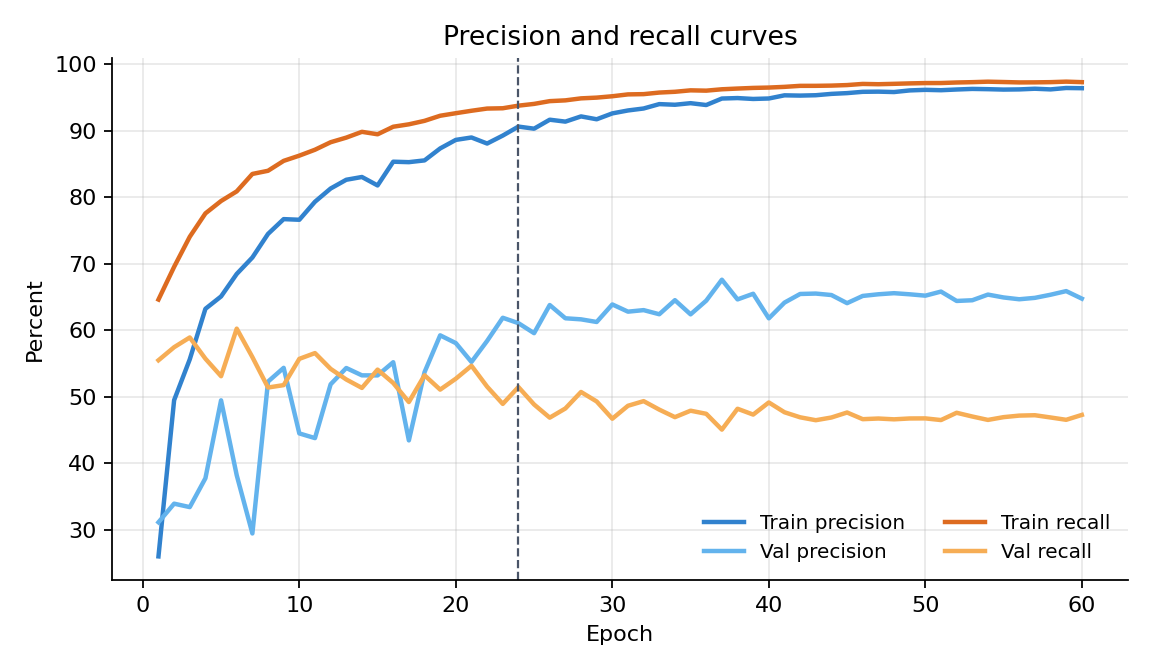 Precision and recall curves
100
90
80
70
60
50
40
30
Percent
0 10 20 30 40 50 60
Epoch
Train precision Train recall
Val precision Val recall